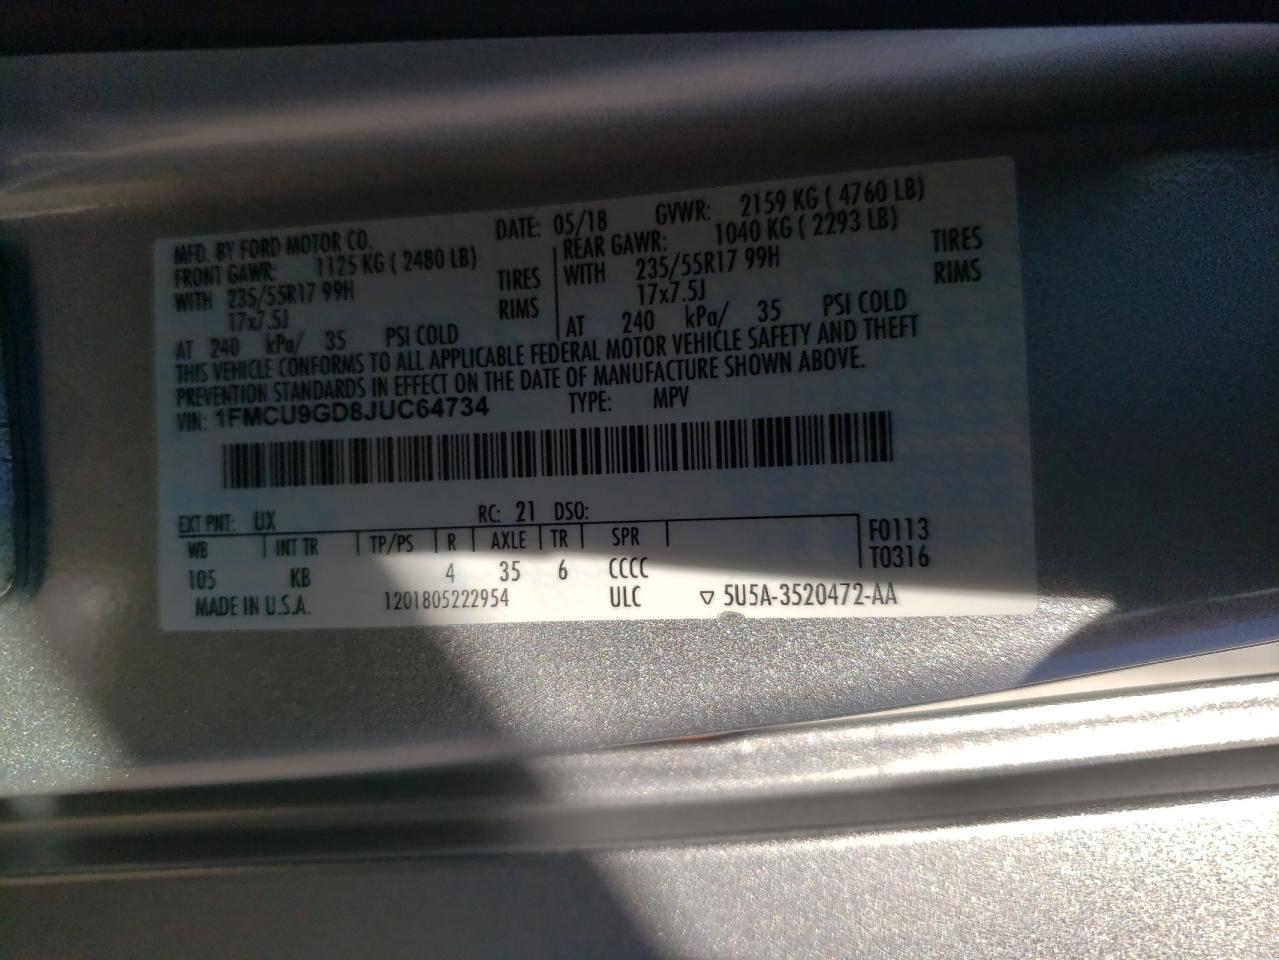 MFD. BY FORD MOTOR CO. DATE: 05/18 GVWR: 2159 KG ( 4760 LB)
FRONT GAWR: 1125 KG ( 2480 LB) REAR GAWR: 1040 KG ( 2293 LB)
WITH 235/55R17 99H TIRES WITH 235/55R17 99H TIRES
17x7.5J RIMS 17x7.5J RIMS
AT 240 kPa/ 35 PSI COLD AT 240 kPa/ 35 PSI COLD
THIS VEHICLE CONFORMS TO ALL APPLICABLE FEDERAL MOTOR VEHICLE SAFETY AND THEFT
PREVENTION STANDARDS IN EFFECT ON THE DATE OF MANUFACTURE SHOWN ABOVE.
VIN: 1FMCU9GD8JUC64734 TYPE: MPV
EXT PNT: UX RC: 21 DSO:
WB INT TR TP/PS R AXLE TR SPR F0113
105 KB 4 35 6 CCCC T0316
MADE IN U.S.A. 1201805222954 ULC ▽ 5U5A-3520472-AA